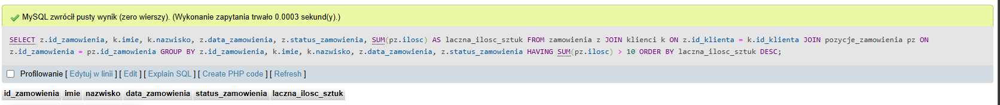 MySQL zwrócił pusty wynik (zero wierszy). (Wykonanie zapytania trwało 0.0003 sekund(y).)
SELECT z.id_zamowienia, k.imie, k.nazwisko, z.data_zamowienia, z.status_zamowienia, SUM(pz.ilosc) AS laczna_ilosc_sztuk FROM zamowienia z JOIN klienci k ON z.id_klienta = k.id_klienta JOIN pozycje_zamowienia pz ON
z.id_zamowienia = pz.id_zamowienia GROUP BY z.id_zamowienia, k.imie, k.nazwisko, z.data_zamowienia, z.status_zamowienia HAVING SUM(pz.ilosc) > 10 ORDER BY laczna_ilosc_sztuk DESC;
Profilowanie [ Edytuj w linii ] [ Edit ] [ Explain SQL ] [ Create PHP code ] [ Refresh ]
id_zamowienia imie nazwisko data_zamowienia status_zamowienia laczna_ilosc_sztuk